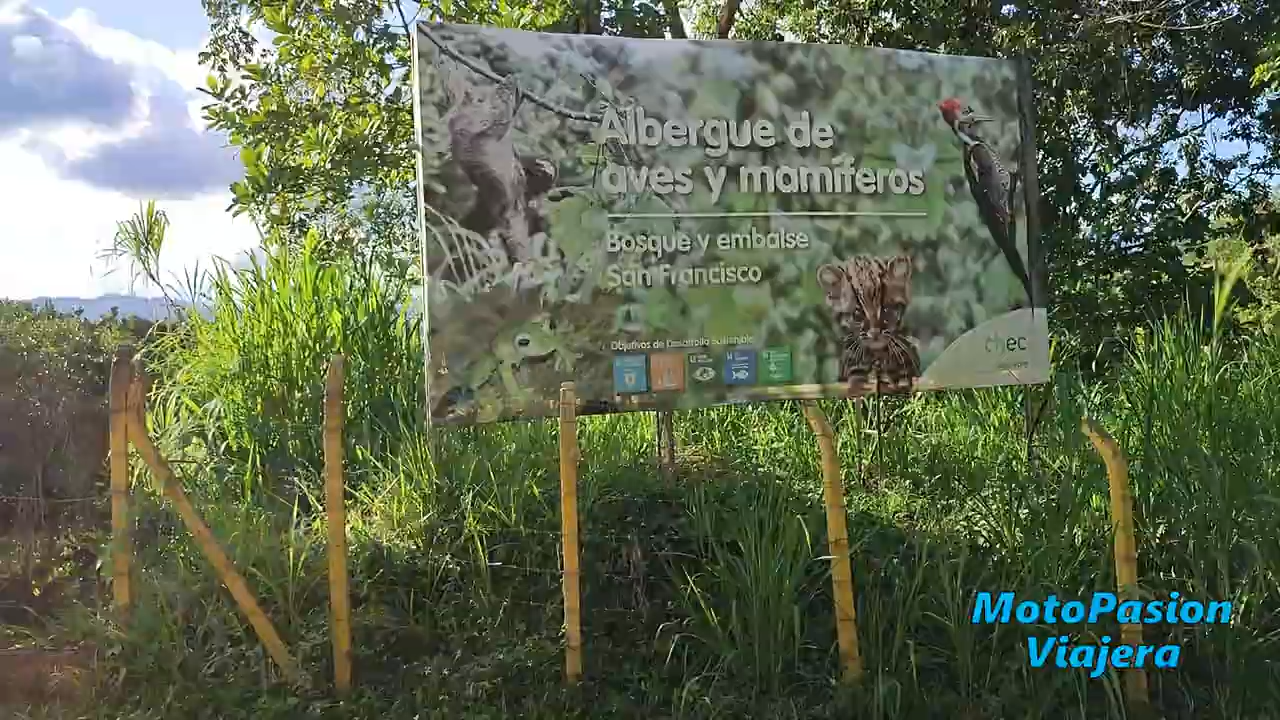 Albergue de
aves y mamíferos
Bosque y embalse
San Francisco
Objetivos de Desarrollo Sostenible
chec
MotoPasion
Viajera